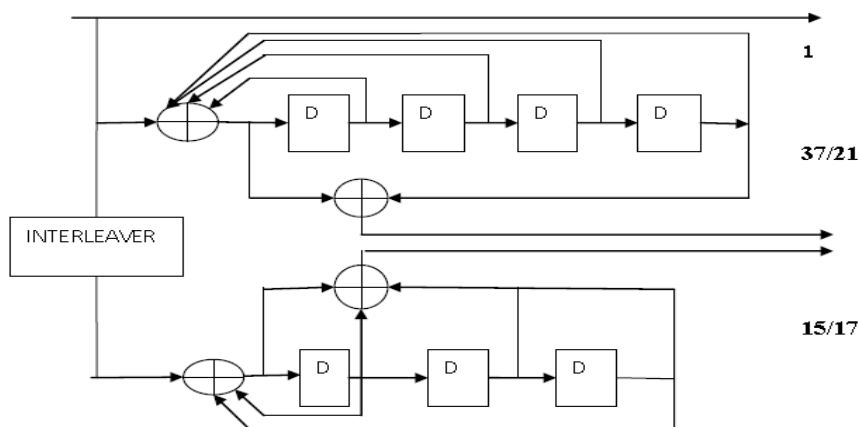 1
D D D D
37/21
INTERLEAVER
15/17
D D D